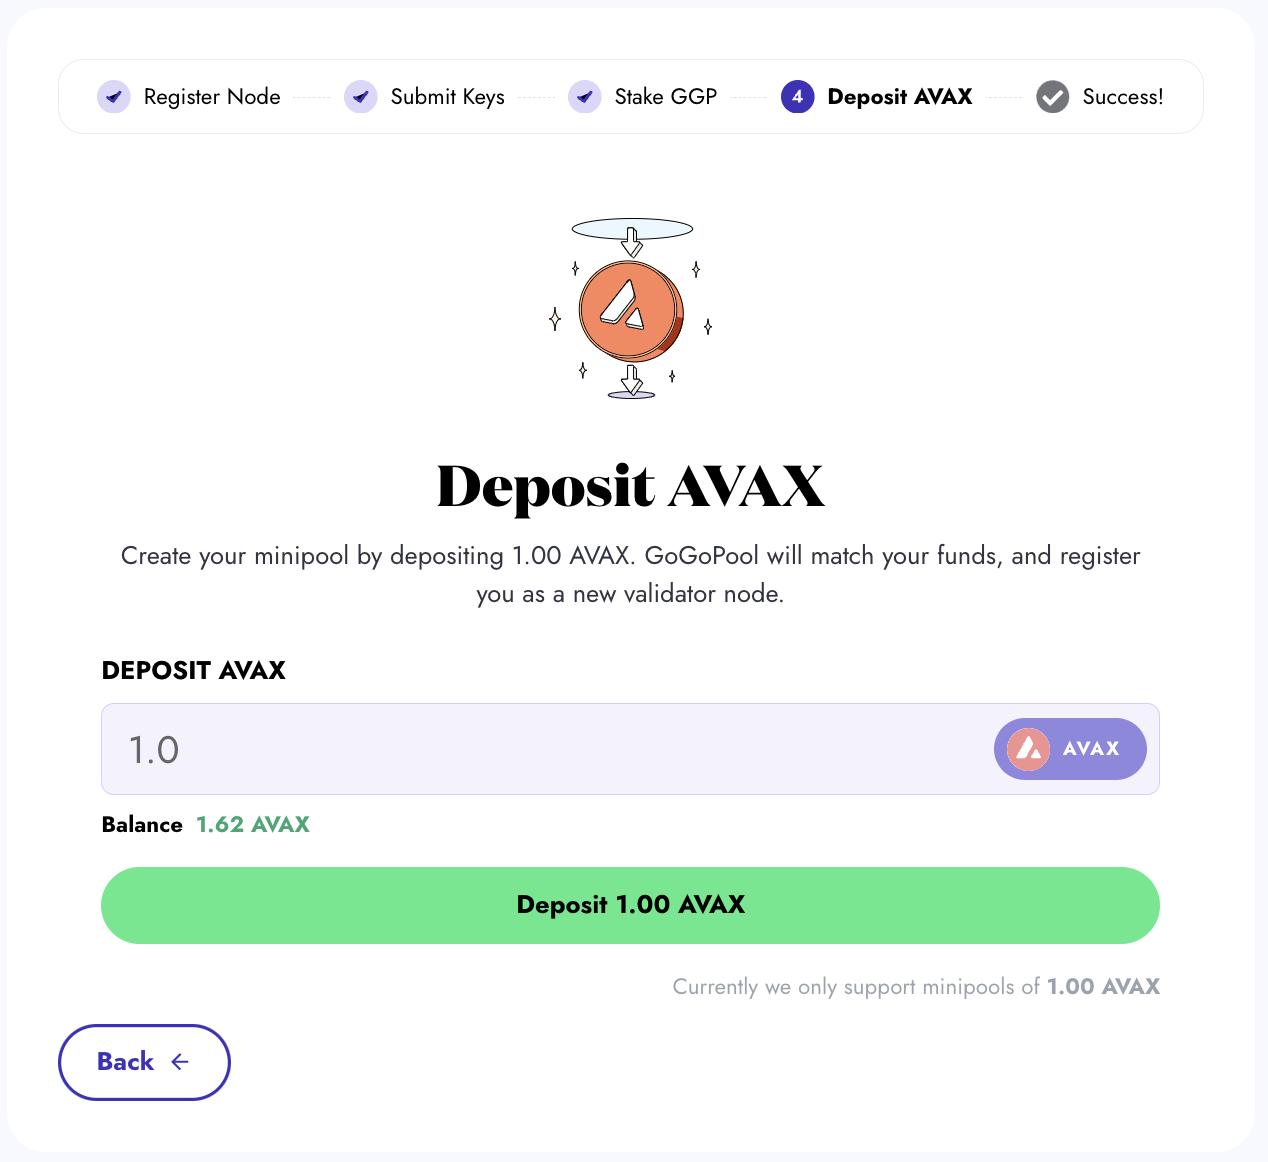 Register Node
Submit Keys
Stake GGP
4 Deposit AVAX
Success!
Deposit AVAX
Create your minipool by depositing 1.00 AVAX. GoGoPool will match your funds, and register
you as a new validator node.
DEPOSIT AVAX
1.0
AVAX
Balance 1.62 AVAX
Deposit 1.00 AVAX
Currently we only support minipools of 1.00 AVAX
Back